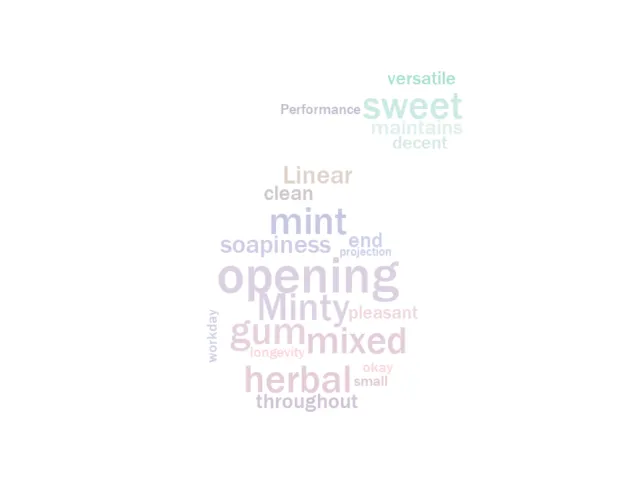 versatile
Performance sweet
maintains
decent
Linear
clean
mint
soapiness end
projection
opening
Minty pleasant
workday
gum mixed
longevity
okay
herbal small
throughout